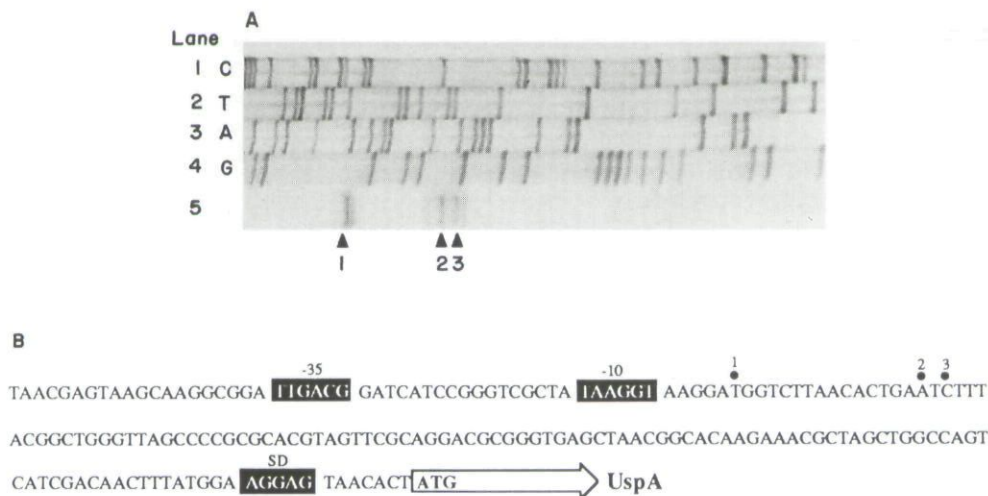 A
Lane
1 C
2 T
3 A
4 G
5
1 2 3
B
-35 -10 1 2 3
TAACGAGTAAGCAAGGCGGA TTGACG GATCATCCGGGTCGCTA TAAGGT AAGGATGGTCTTAACACTGAATCTTT
ACGGCTGGGTTAGCCCCGCGCACGTAGTTCGCAGGACGCGGGTGAGCTAACGGCACAAGAAACGCTAGCTGGCCAGT
SD
CATCGACAACTTTATGGA AGGAG TAACACT ATG UspA